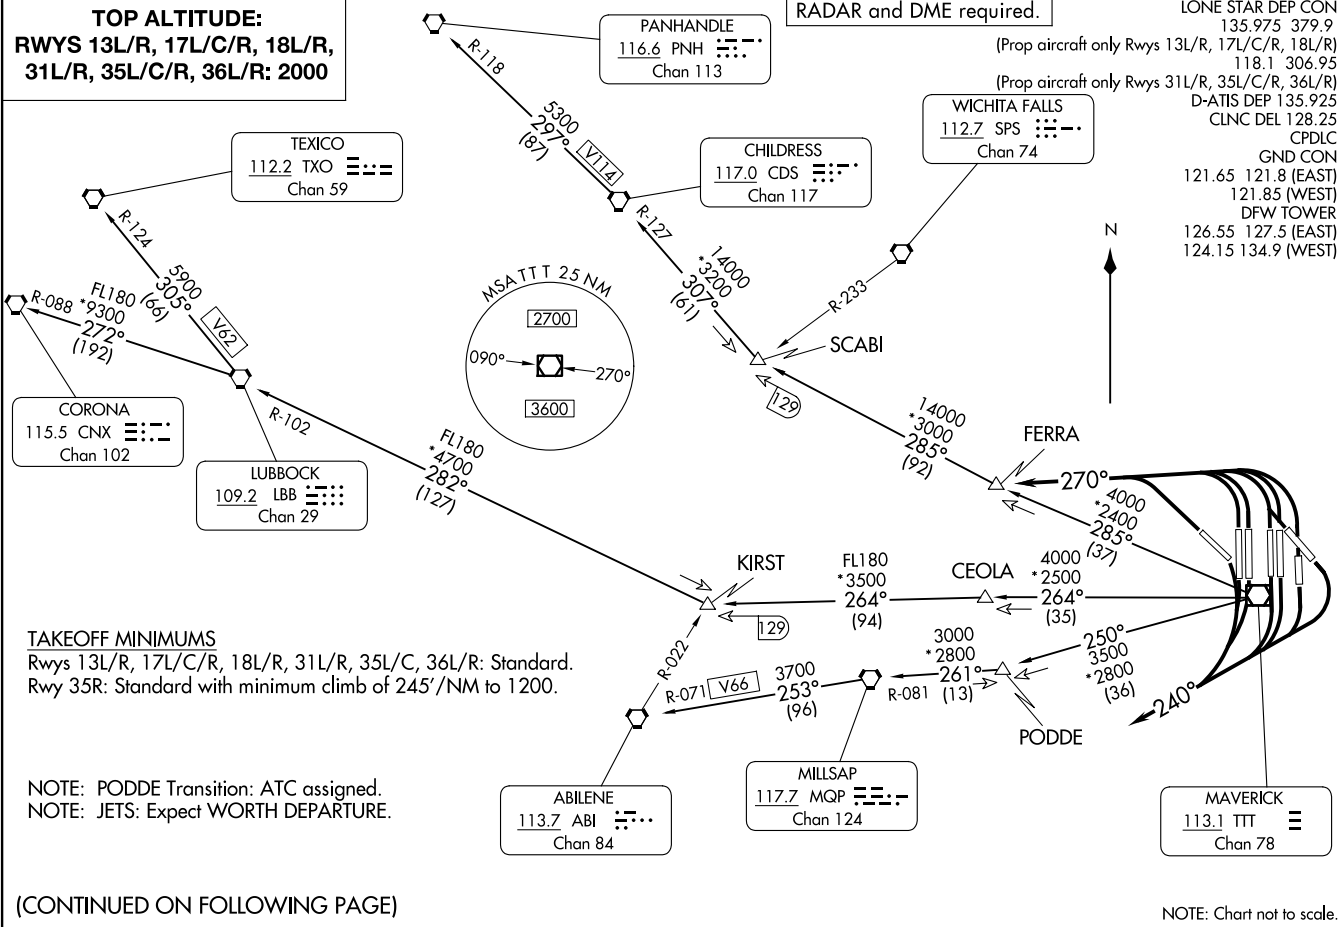 TOP ALTITUDE:
RWYS 13L/R, 17L/C/R, 18L/R,
31L/R, 35L/C/R, 36L/R: 2000
RADAR and DME required.
LONE STAR DEP CON
135.975 379.9
(Prop aircraft only Rwys 13L/R, 17L/C/R, 18L/R)
118.1 306.95
(Prop aircraft only Rwys 31L/R, 35L/C/R, 36L/R)
D-ATIS DEP 135.925
CLNC DEL 128.25
CPDLC
GND CON
121.65 121.8 (EAST)
121.85 (WEST)
DFW TOWER
126.55 127.5 (EAST)
124.15 134.9 (WEST)
PANHANDLE
116.6 PNH
Chan 113
WICHITA FALLS
112.7 SPS
Chan 74
TEXICO
112.2 TXO
Chan 59
CHILDRESS
117.0 CDS
Chan 117
R-118
5300
297°
(87)
V114
R-127
14000
*3200
307°
(61)
R-233
N
R-124
5900
305°
(66)
V62
R-088
FL180
*9300
272°
(192)
MSA TTT 25 NM
2700
090°
270°
3600
SCABI
129
14000
*3000
285°
(92)
FERRA
270°
4000
*2400
285°
(37)
CORONA
115.5 CNX
Chan 102
LUBBOCK
109.2 LBB
Chan 29
R-102
FL180
*4700
282°
(127)
KIRST
129
FL180
*3500
264°
(94)
CEOLA
4000
*2500
264°
(35)
TAKEOFF MINIMUMS
Rwys 13L/R, 17L/C/R, 18L/R, 31L/R, 35L/C, 36L/R: Standard.
Rwy 35R: Standard with minimum climb of 245'/NM to 1200.
R-022
R-071
V66
3700
253°
(96)
R-081
3000
*2800
261°
(13)
250°
3500
*2800
(36)
240°
PODDE
NOTE: PODDE Transition: ATC assigned.
NOTE: JETS: Expect WORTH DEPARTURE.
ABILENE
113.7 ABI
Chan 84
MILLSAP
117.7 MQP
Chan 124
MAVERICK
113.1 TTT
Chan 78
(CONTINUED ON FOLLOWING PAGE)
NOTE: Chart not to scale.